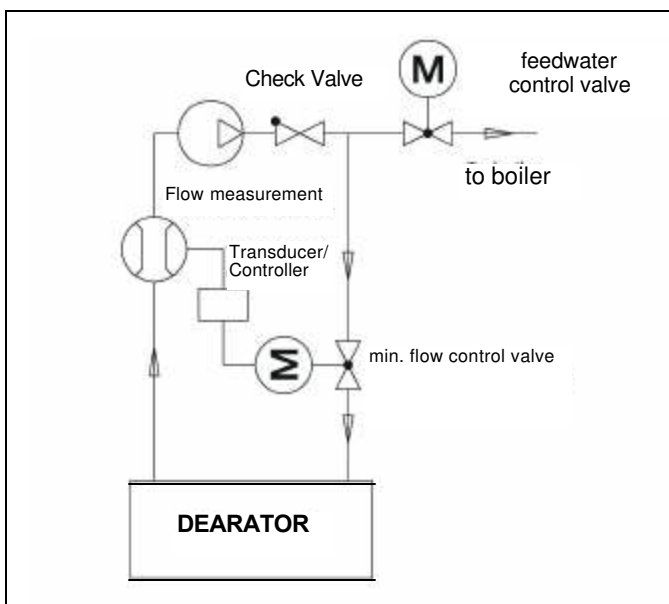 M
feedwater
control valve
Check Valve
to boiler
Flow measurement
Transducer/
Controller
M
min. flow control valve
DEARATOR